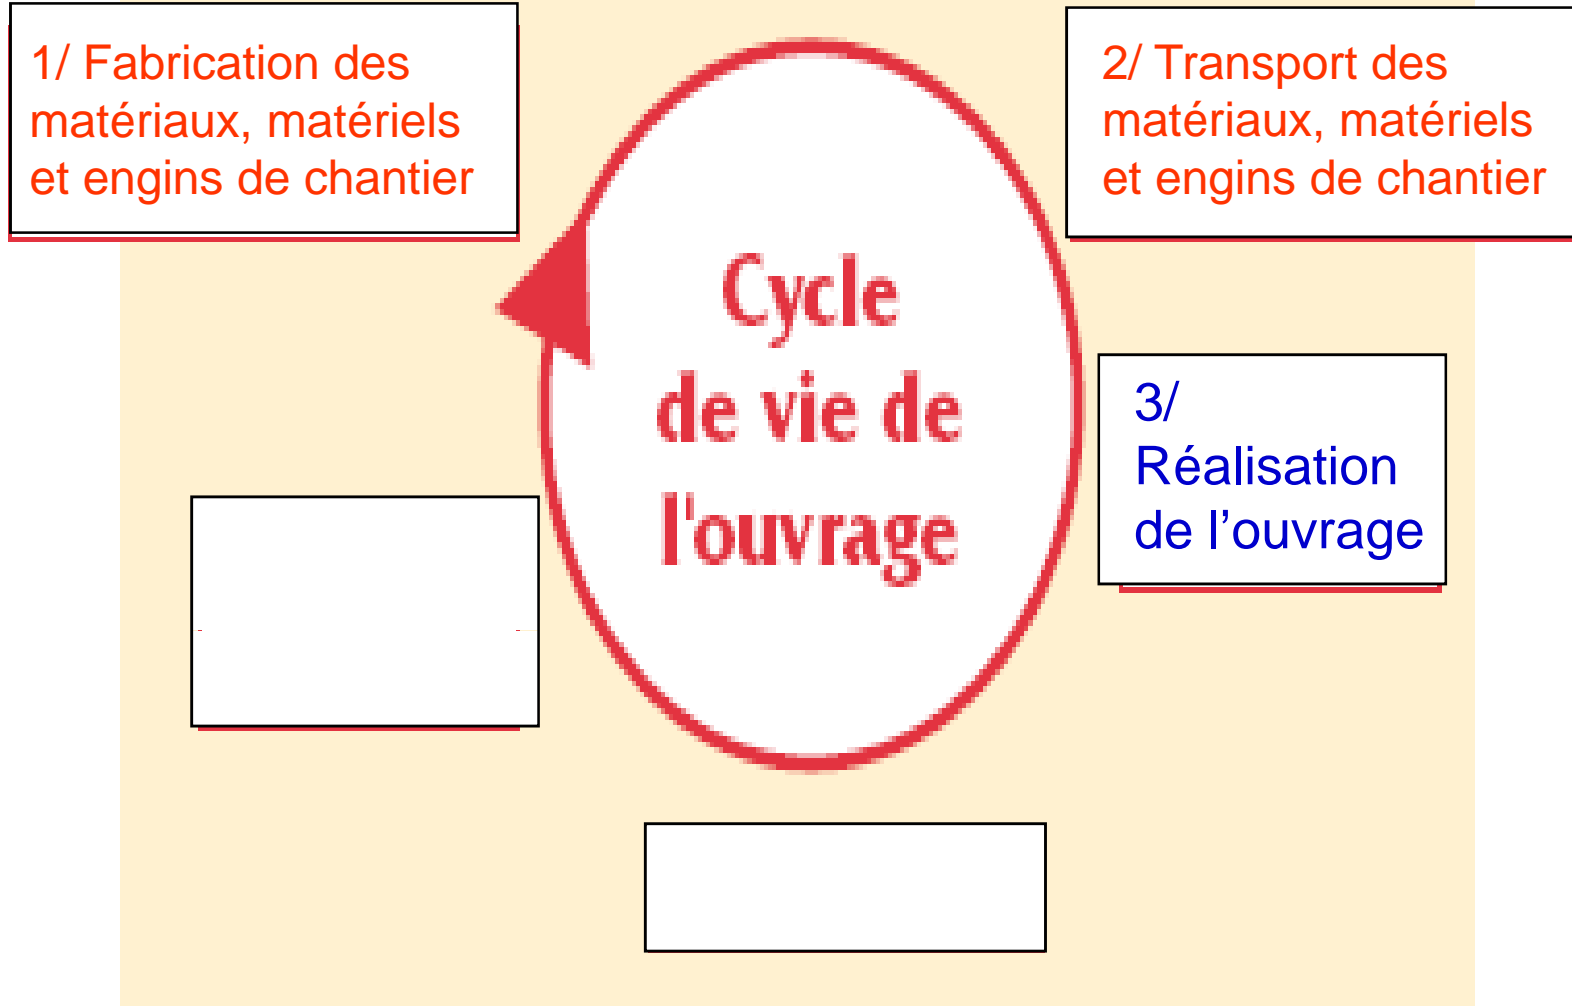 1/ Fabrication des
matériaux, matériels
et engins de chantier
2/ Transport des
matériaux, matériels
et engins de chantier
Cycle
de vie de
l'ouvrage
3/
Réalisation
de l’ouvrage